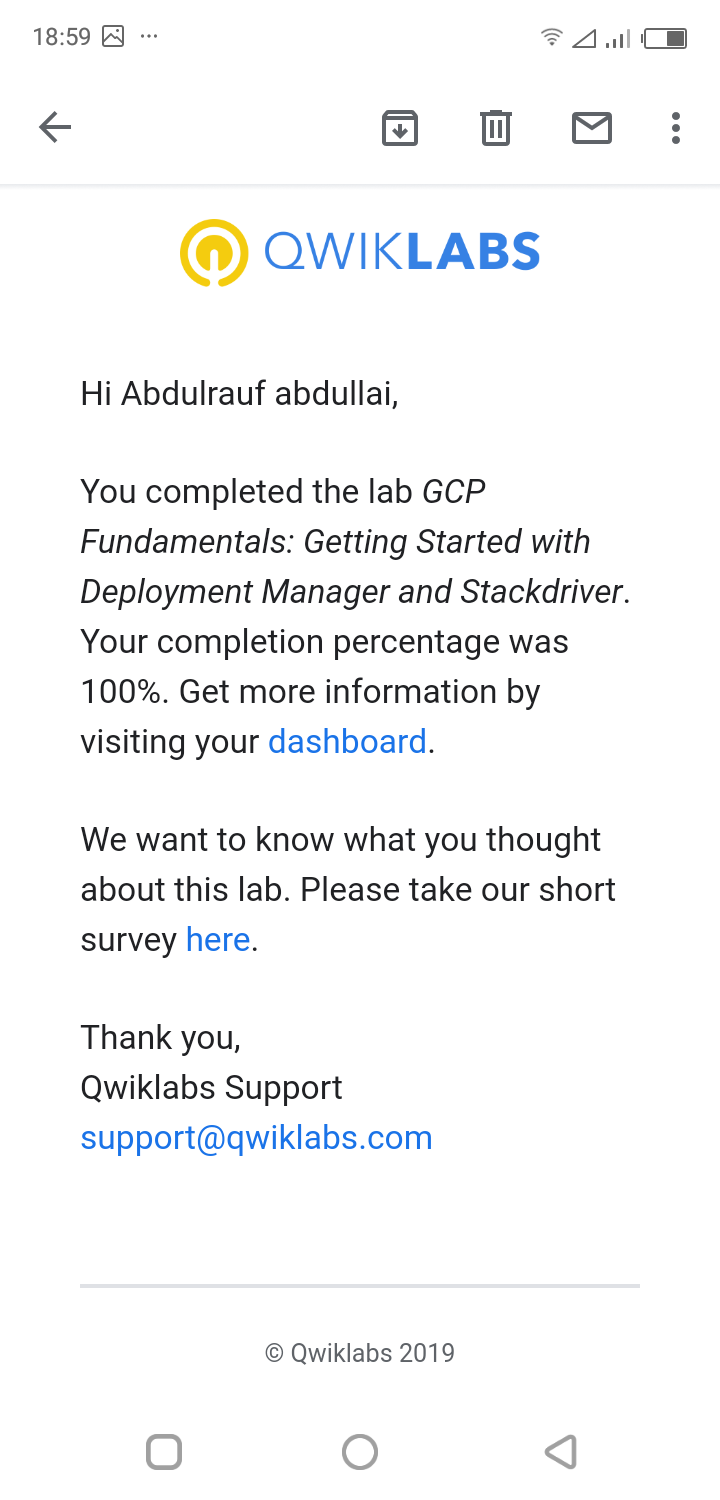 18:59
QWIKLABS
Hi Abdulrauf abdullai,
You completed the lab GCP
Fundamentals: Getting Started with
Deployment Manager and Stackdriver.
Your completion percentage was
100%. Get more information by
visiting your dashboard.
We want to know what you thought
about this lab. Please take our short
survey here.
Thank you,
Qwiklabs Support
support@qwiklabs.com
© Qwiklabs 2019